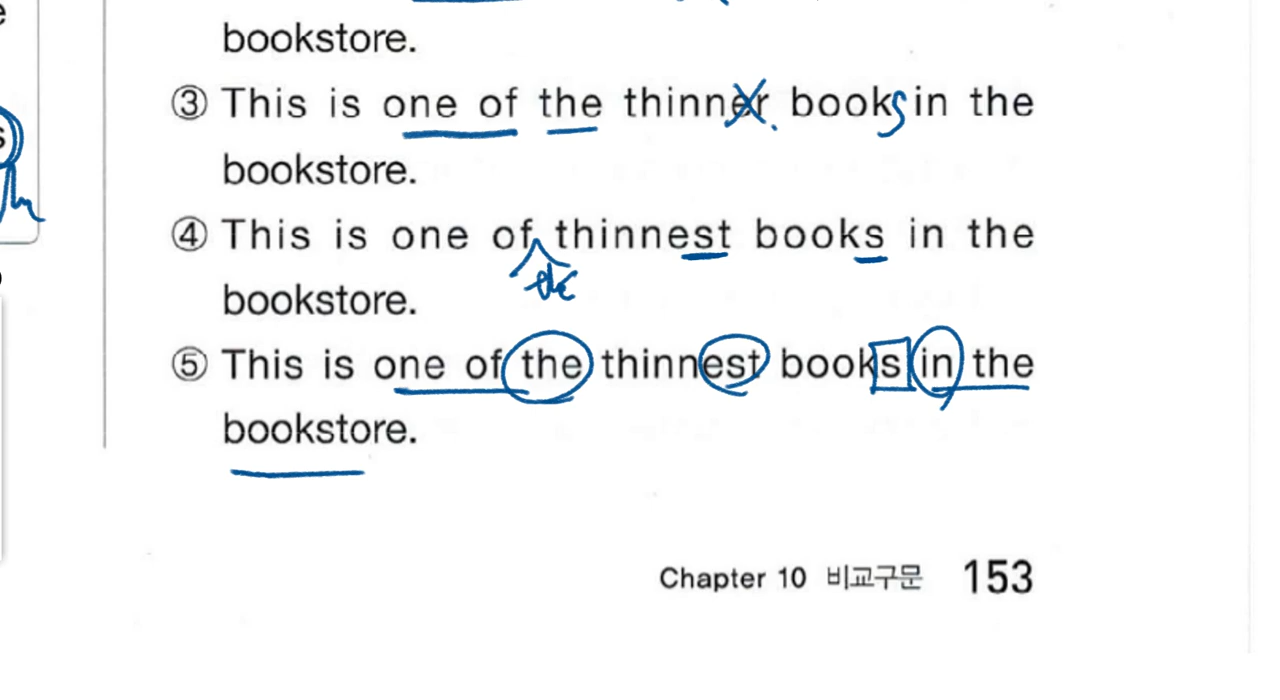 bookstore.
③ This is one of the thinner books in the
bookstore.
④ This is one of thinnest books in the
the
bookstore.
⑤ This is one of the thinnest books in the
bookstore.
Chapter 10 비교구문 153